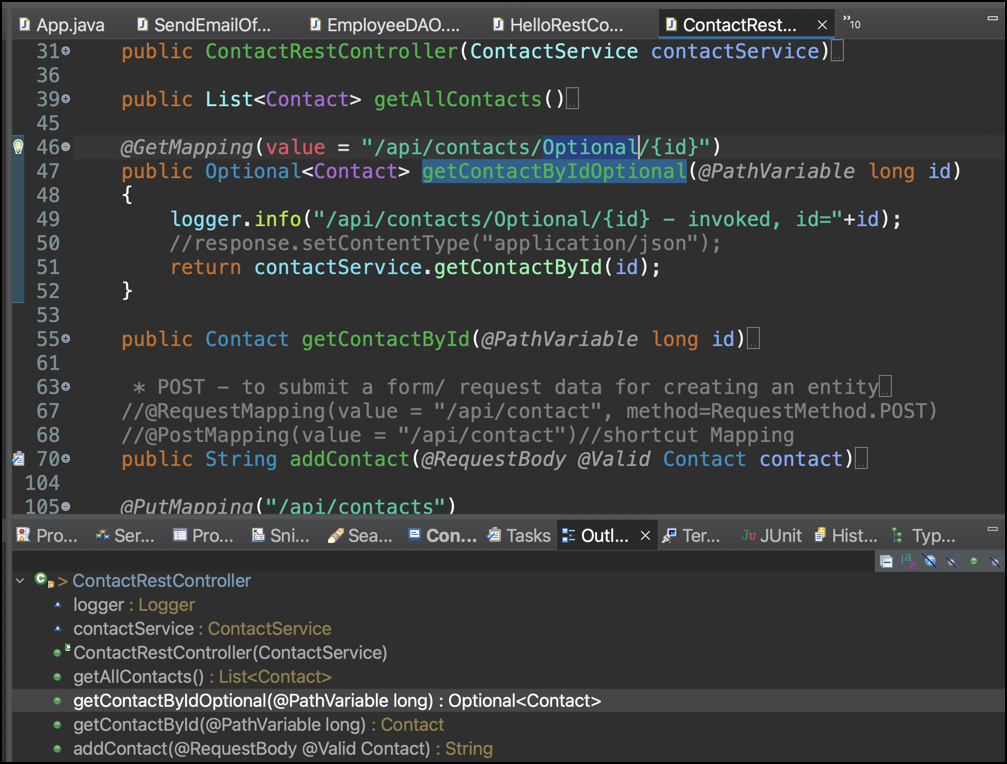 App.java SendEmailOf... EmployeeDAO.... HelloRestCo... ContactRest... »10
31 public ContactRestController(ContactService contactService)
36
39 public List<Contact> getAllContacts()
45
46 @GetMapping(value = "/api/contacts/Optional/{id}")
47 public Optional<Contact> getContactByIdOptional(@PathVariable long id)
48 {
49 logger.info("/api/contacts/Optional/{id} - invoked, id="+id);
50 //response.setContentType("application/json");
51 return contactService.getContactById(id);
52 }
53
55 public Contact getContactById(@PathVariable long id)
61
63 * POST - to submit a form/ request data for creating an entity
67 //@RequestMapping(value = "/api/contact", method=RequestMethod.POST)
68 //@PostMapping(value = "/api/contact")//shortcut Mapping
70 public String addContact(@RequestBody @Valid Contact contact)
104
105 @PutMapping("/api/contacts")
Pro... Ser... Pro... Sni... Sea... Con... Tasks Outl... Ter... JUnit Hist... Typ...
> ContactRestController
logger : Logger
contactService : ContactService
ContactRestController(ContactService)
getAllContacts() : List<Contact>
getContactByIdOptional(@PathVariable long) : Optional<Contact>
getContactById(@PathVariable long) : Contact
addContact(@RequestBody @Valid Contact) : String